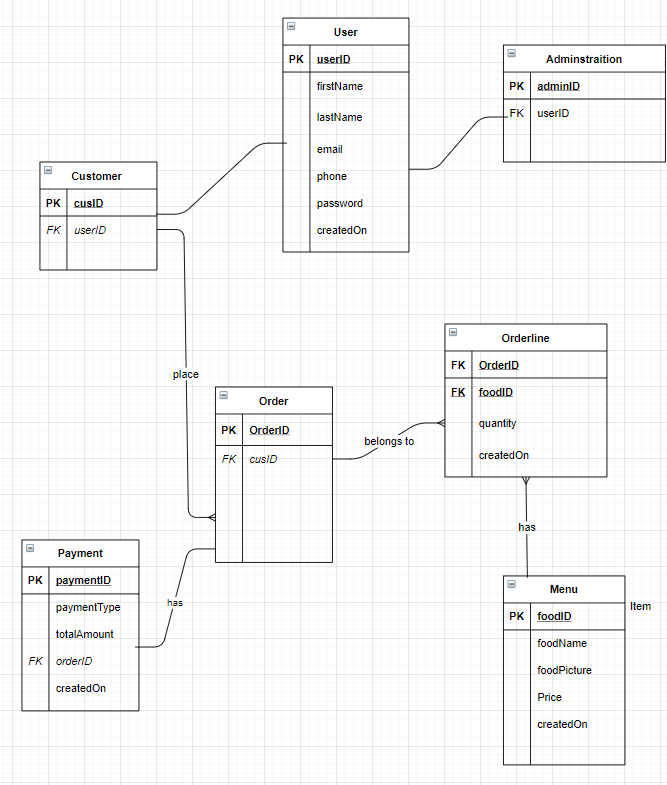 User
PK userID
firstName
lastName
email
phone
password
createdOn
Adminstraition
PK adminID
FK userID
Customer
PK cusID
FK userID
place
Order
PK OrderID
FK cusID
belongs to
Orderline
FK OrderID
FK foodID
quantity
createdOn
has
Payment
PK paymentID
paymentType
totalAmount
FK orderID
createdOn
has
Menu
PK foodID
foodName
foodPicture
Price
createdOn
Item